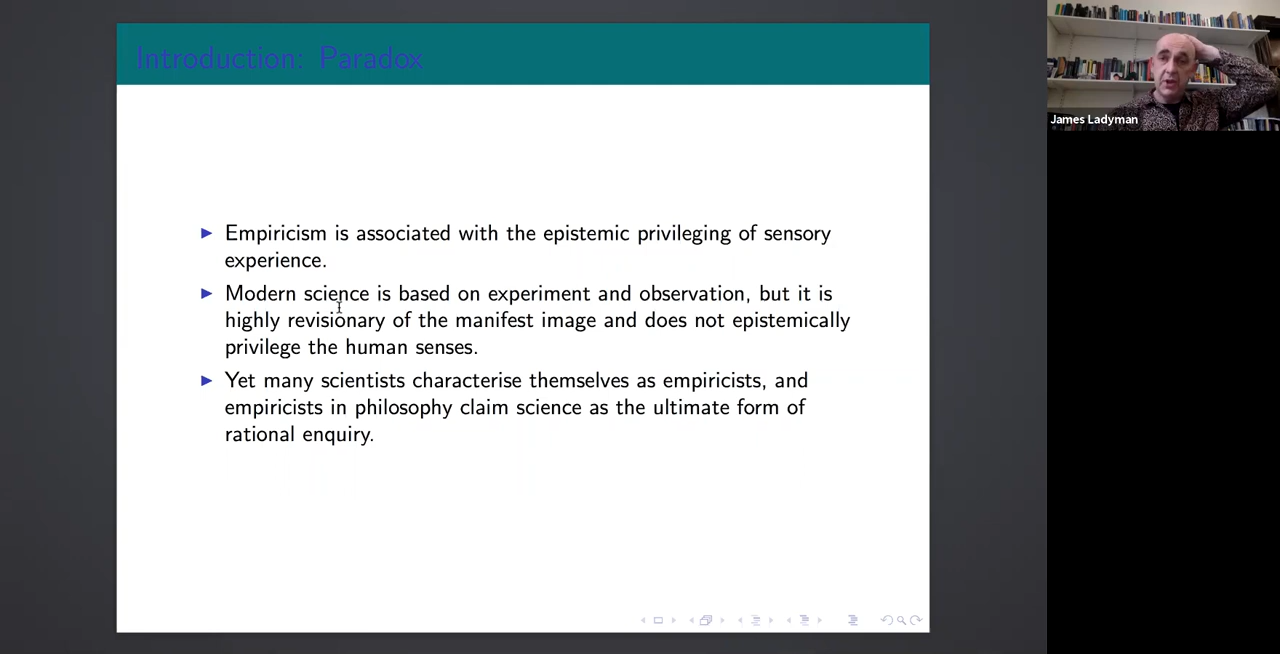 Introduction: Paradox
Empiricism is associated with the epistemic privileging of sensory
experience.
Modern science is based on experiment and observation, but it is
highly revisionary of the manifest image and does not epistemically
privilege the human senses.
Yet many scientists characterise themselves as empiricists, and
empiricists in philosophy claim science as the ultimate form of
rational enquiry.
James Ladyman